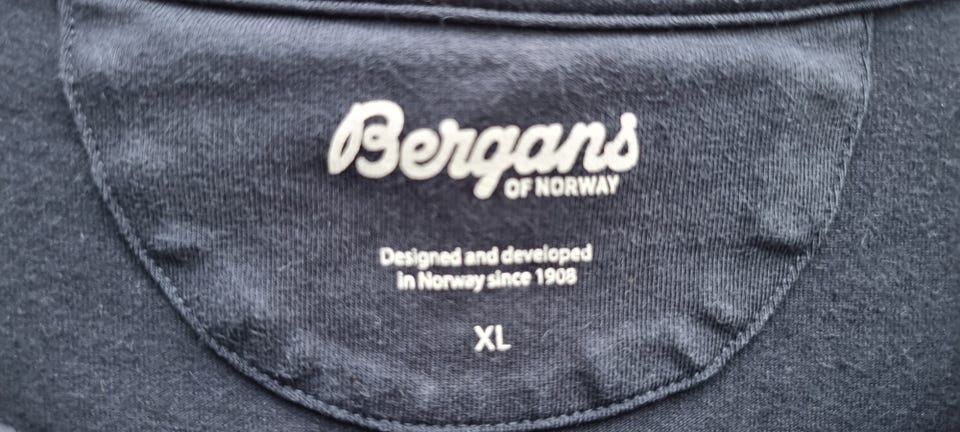 Bergans
OF NORWAY
Designed and developed
in Norway since 1908
XL